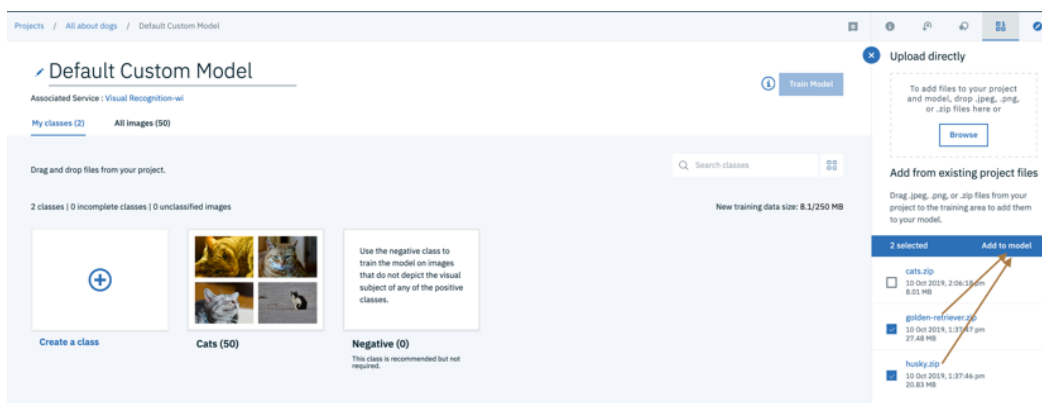 Projects / All about dogs / Default Custom Model
Default Custom Model
Associated Service : Visual Recognition-wi
Train Model
My classes (2) All images (50)
Drag and drop files from your project.
Search classes
2 classes | 0 incomplete classes | 0 unclassified images
New training data size: 8.1/250 MB
Create a class
Cats (50)
Use the negative class to
train the model on images
that do not depict the visual
subject of any of the positive
classes.
Negative (0)
This class is recommended but not
required.
Upload directly
To add files to your project
and model, drop .jpeg, .png,
or .zip files here or
Browse
Add from existing project files
Drag .jpeg, .png, or .zip files from your
project to the training area to add them
to your model.
2 selected Add to model
cats.zip
10 Oct 2019, 2:06:18 pm
8.01 MB
golden-retriever.zip
10 Oct 2019, 1:37:47 pm
27.48 MB
husky.zip
10 Oct 2019, 1:37:46 pm
20.83 MB